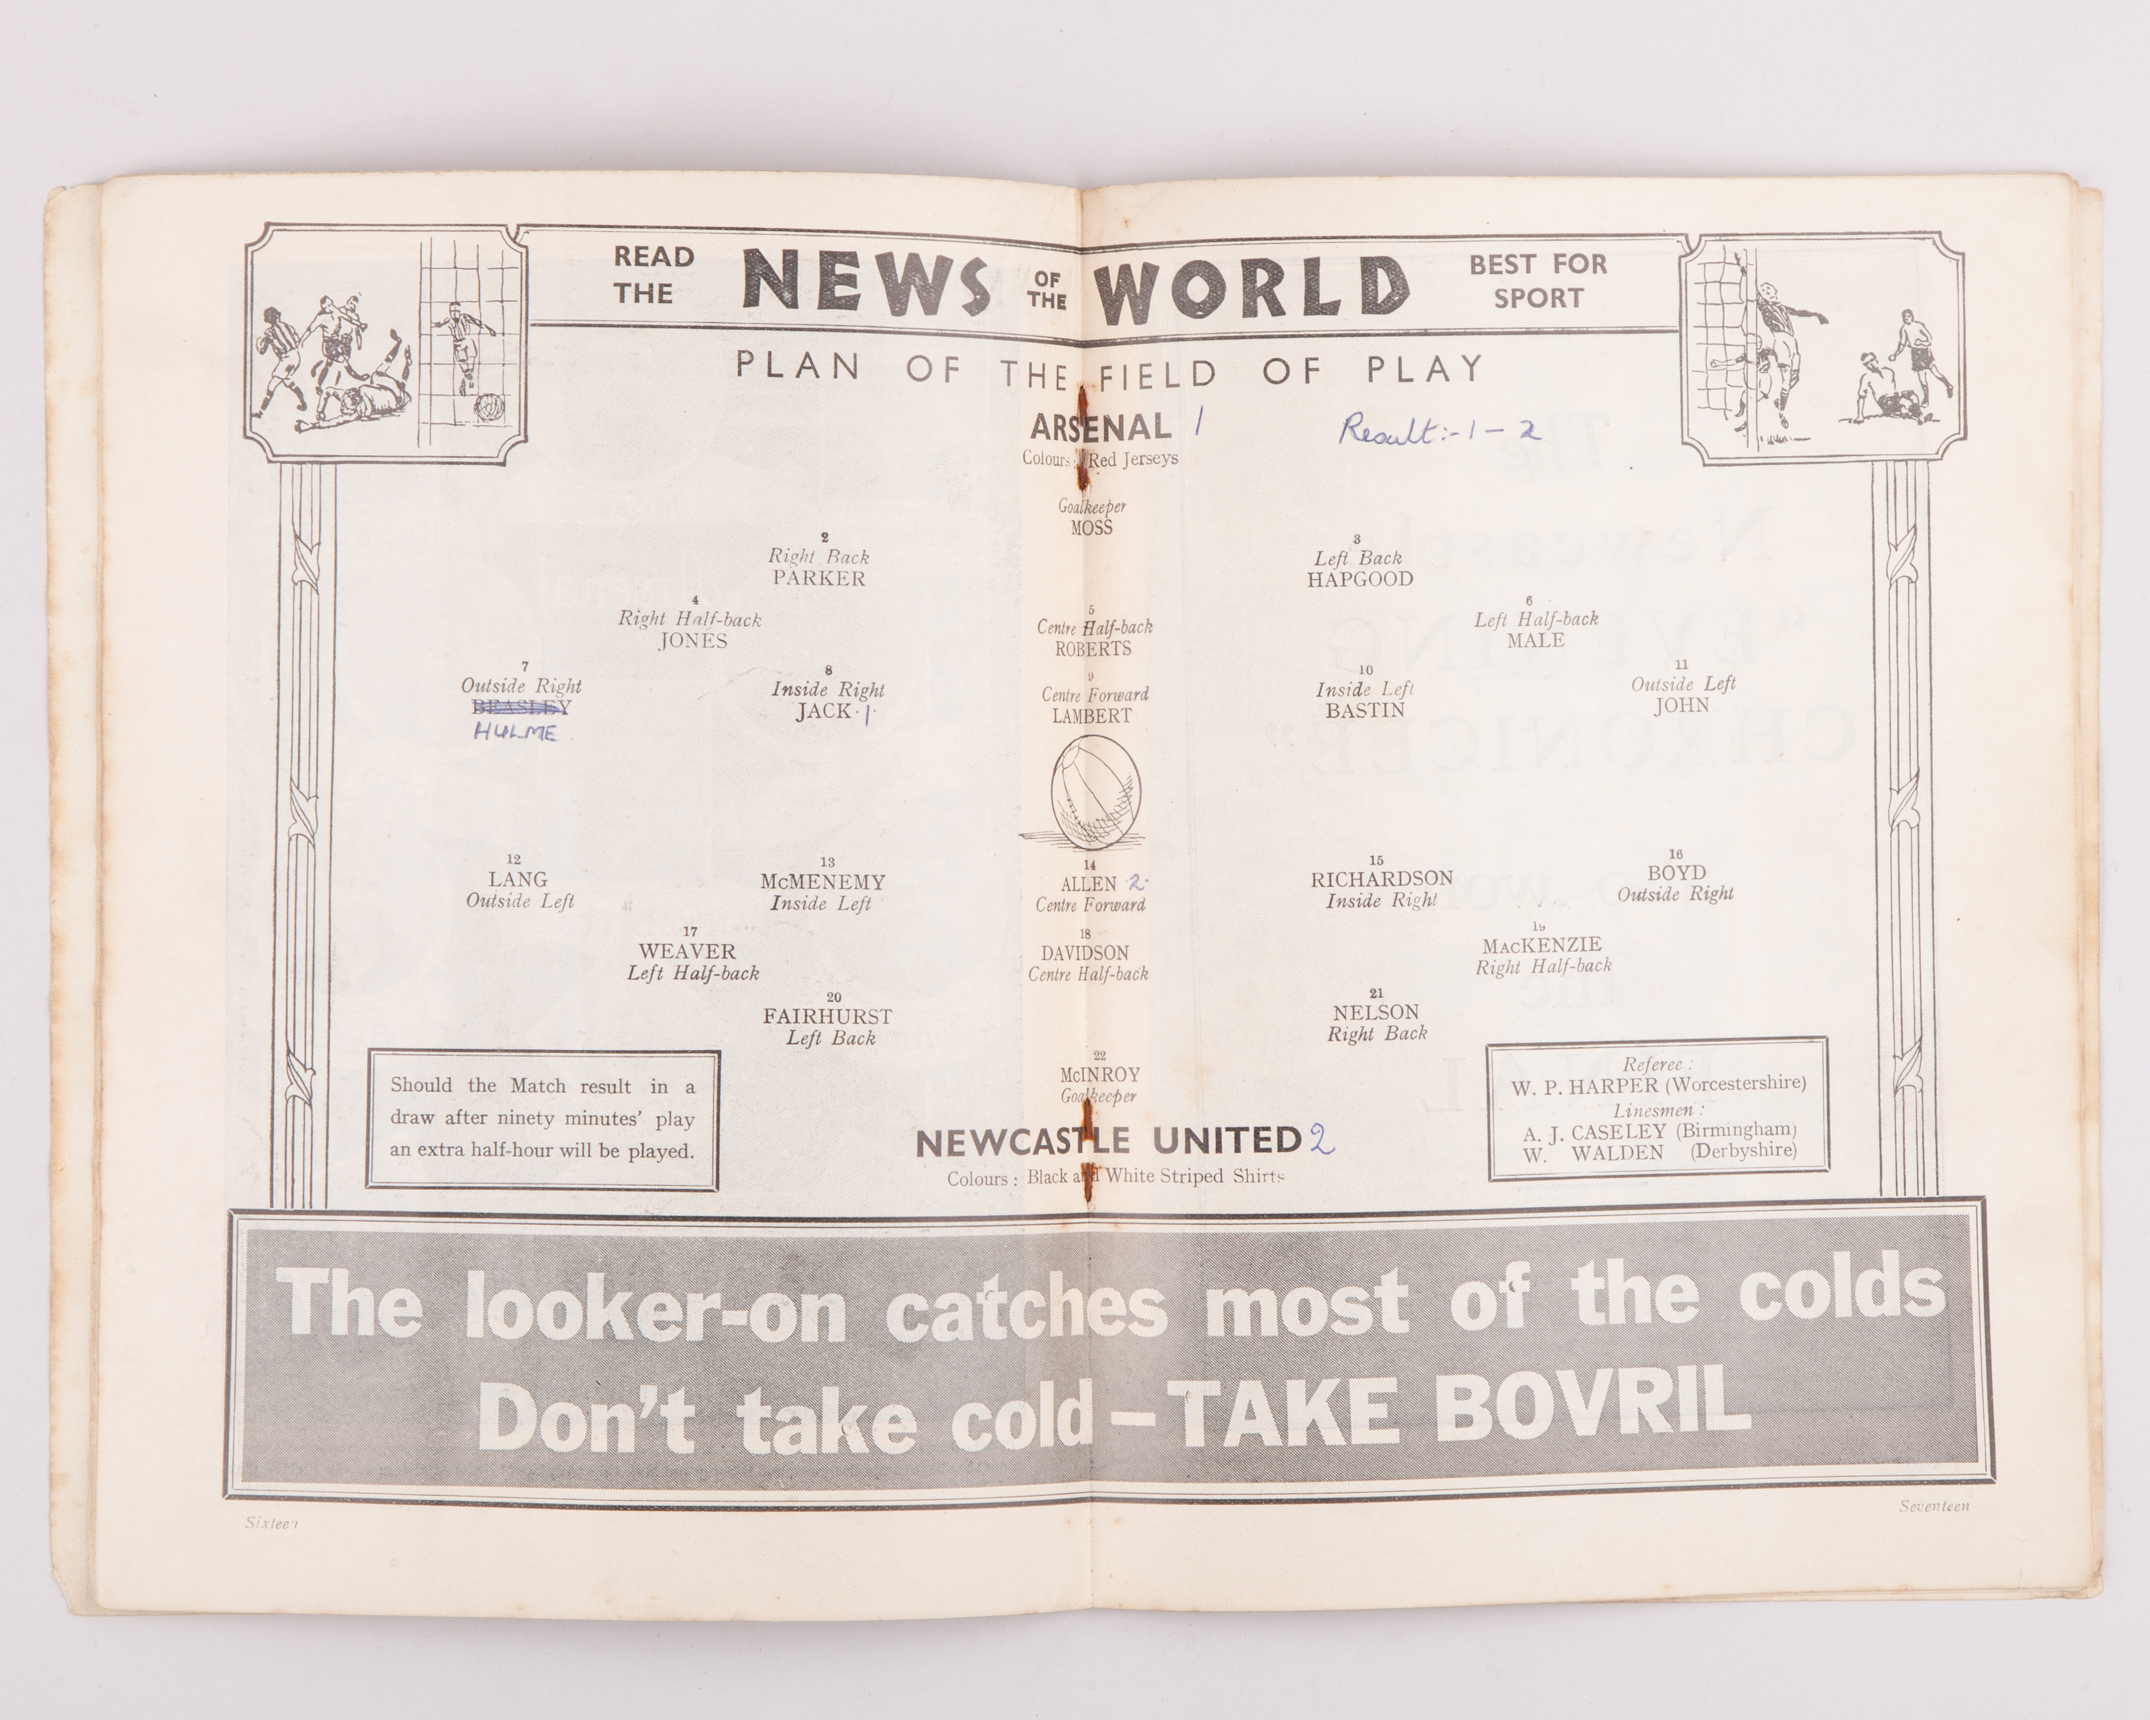 READ THE NEWS OF THE WORLD BEST FOR SPORT
PLAN OF THE FIELD OF PLAY
ARSENAL 1
Result:- 1 - 2
Colours: Red Jerseys
Goalkeeper
MOSS
2
Right Back
PARKER
3
Left Back
HAPGOOD
4
Right Half-back
JONES
5
Centre Half-back
ROBERTS
6
Left Half-back
MALE
7
Outside Right
BEASLEY
HULME
8
Inside Right
JACK 1
9
Centre Forward
LAMBERT
10
Inside Left
BASTIN
11
Outside Left
JOHN
12
LANG
Outside Left
13
McMENEMY
Inside Left
14
ALLEN 2
Centre Forward
15
RICHARDSON
Inside Right
16
BOYD
Outside Right
17
WEAVER
Left Half-back
18
DAVIDSON
Centre Half-back
19
MacKENZIE
Right Half-back
20
FAIRHURST
Left Back
21
NELSON
Right Back
22
McINROY
Goalkeeper
NEWCASTLE UNITED 2
Colours: Black and White Striped Shirts
Should the Match result in a
draw after ninety minutes' play
an extra half-hour will be played.
Referee:
W. P. HARPER (Worcestershire)
Linesmen:
A. J. CASELEY (Birmingham)
W. WALDEN (Derbyshire)
The looker-on catches most of the colds
Don't take cold – TAKE BOVRIL
Sixteen
Seventeen